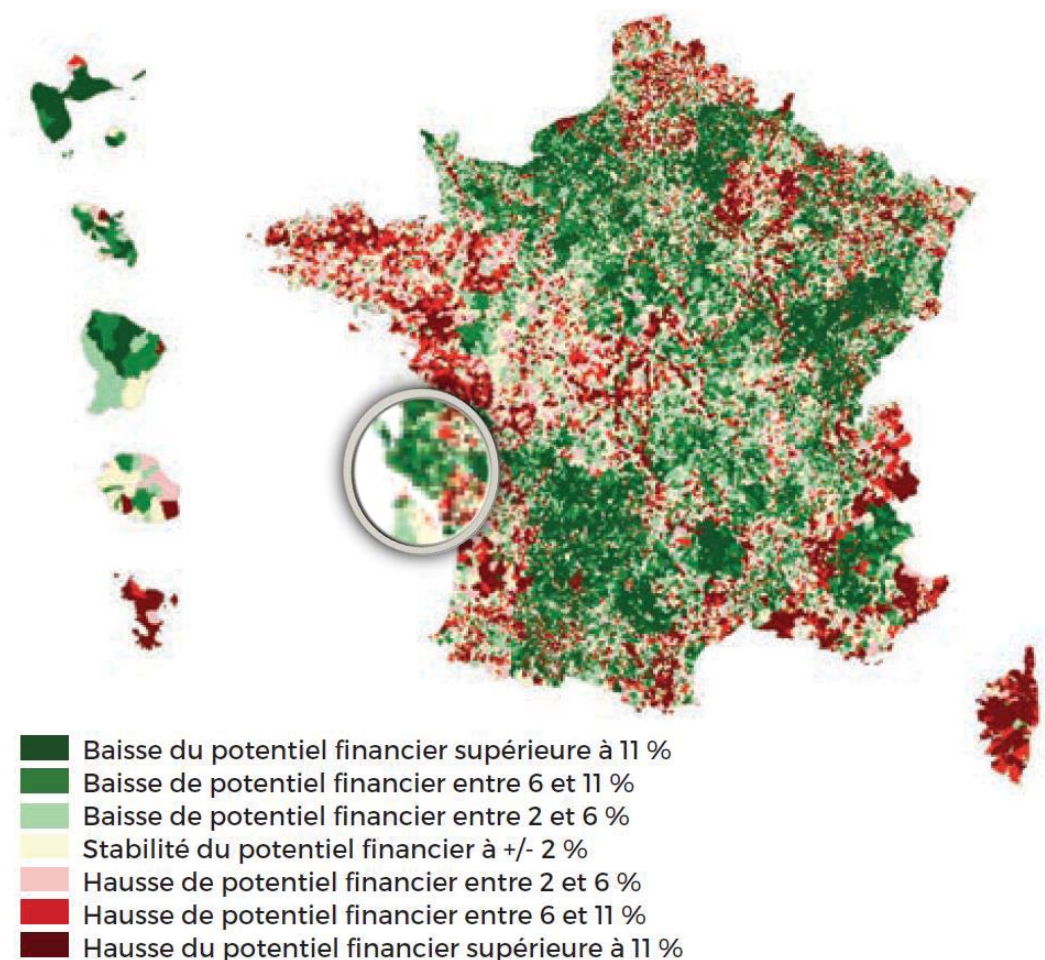 Baisse du potentiel financier supérieure à 11 %
Baisse de potentiel financier entre 6 et 11 %
Baisse de potentiel financier entre 2 et 6 %
Stabilité du potentiel financier à +/- 2 %
Hausse de potentiel financier entre 2 et 6 %
Hausse de potentiel financier entre 6 et 11 %
Hausse du potentiel financier supérieure à 11 %